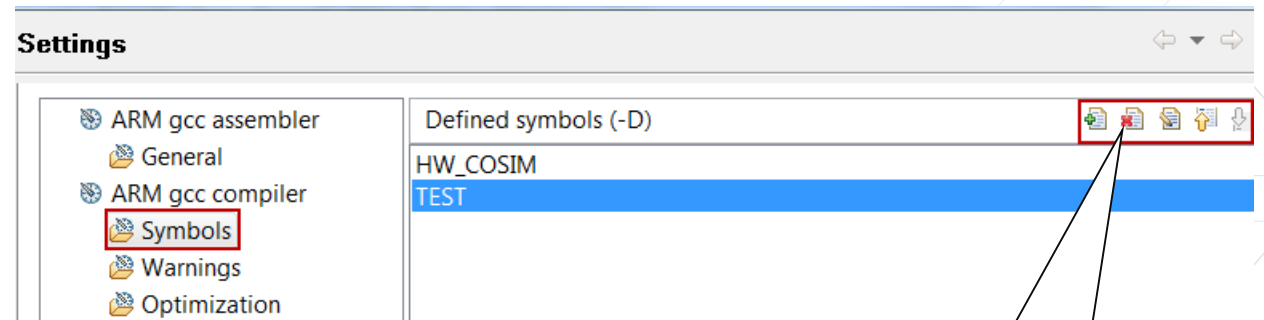 Settings
ARM gcc assembler
General
ARM gcc compiler
Symbols
Warnings
Optimization
Defined symbols (-D)
HW_COSIM
TEST